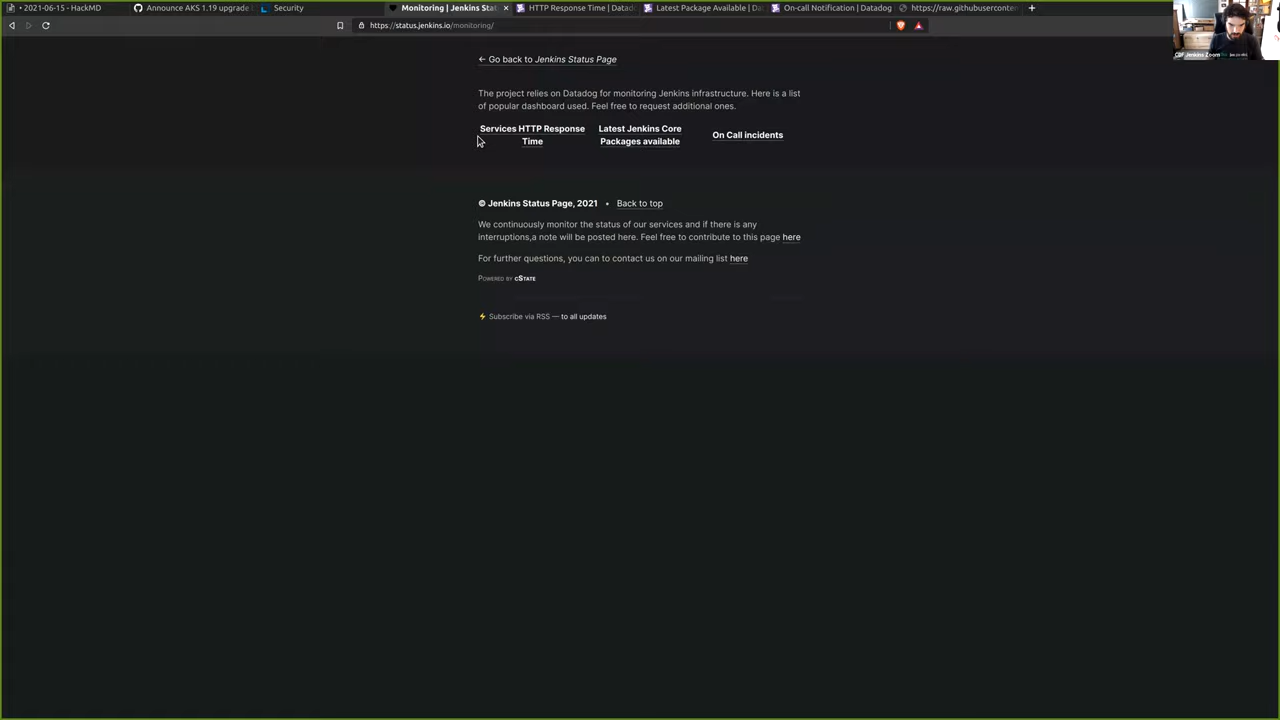 • 2021-06-15 - HackMD
Announce AKS 1.19 upgrade
Security
Monitoring | Jenkins Stat
HTTP Response Time | Datad
Latest Package Available | Da
On-call Notification | Datadog
https://raw.githubuserconten
https://status.jenkins.io/monitoring/
CDF Jenkins Zoom
← Go back to Jenkins Status Page
The project relies on Datadog for monitoring Jenkins infrastructure. Here is a list
of popular dashboard used. Feel free to request additional ones.
Services HTTP Response
Time
Latest Jenkins Core
Packages available
On Call incidents
© Jenkins Status Page, 2021 • Back to top
We continuously monitor the status of our services and if there is any
interruptions,a note will be posted here. Feel free to contribute to this page here
For further questions, you can to contact us on our mailing list here
Powered by cState
⚡ Subscribe via RSS — to all updates